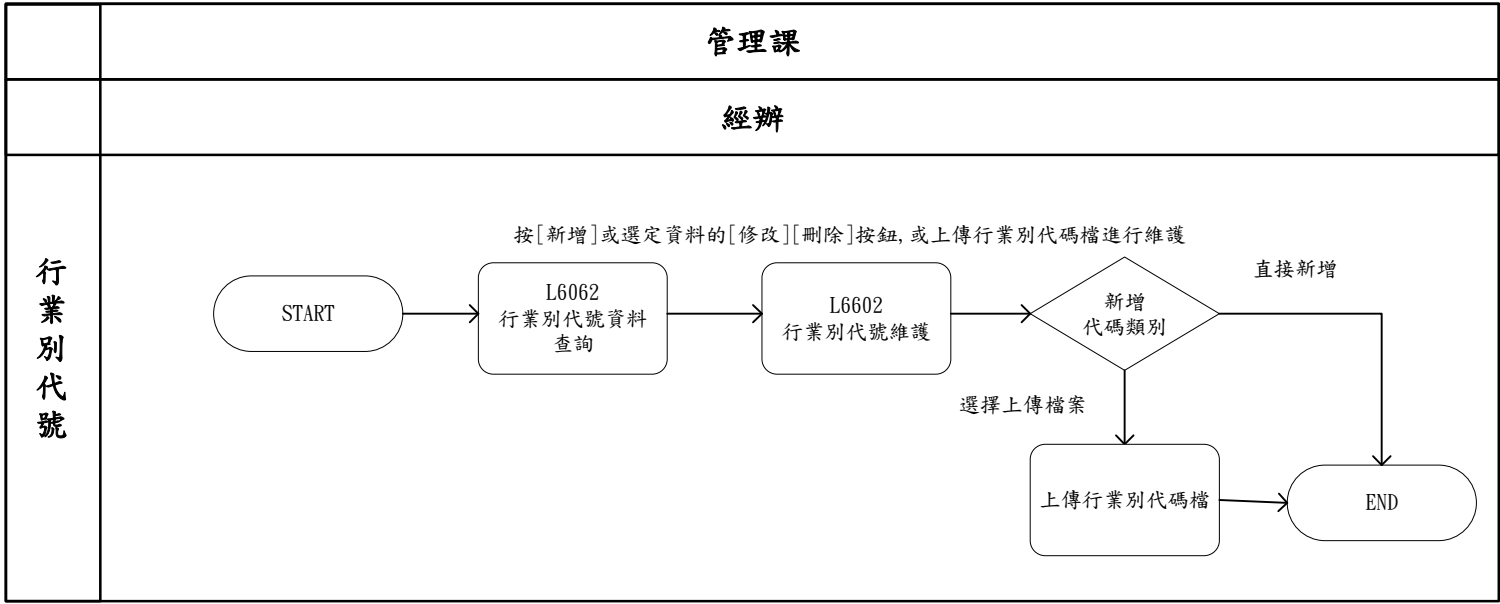 管理課
經辦
行業別代號
按[新增]或選定資料的[修改][刪除]按鈕,或上傳行業別代碼檔進行維護
START
L6062
行業別代號資料
查詢
L6602
行業別代號維護
新增
代碼類別
直接新增
選擇上傳檔案
上傳行業別代碼檔
END